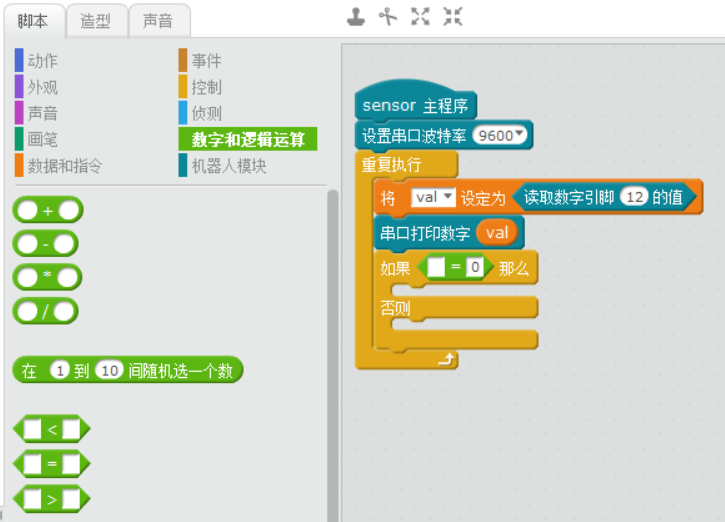 脚本 造型 声音
动作 事件
外观 控制
声音 侦测
画笔 数字和逻辑运算
数据和指令 机器人模块
+
-
*
/
在 1 到 10 间随机选一个数
<
=
>
sensor 主程序
设置串口波特率 9600
重复执行
将 val 设定为 读取数字引脚 12 的值
串口打印数字 val
如果 = 0 那么
否则